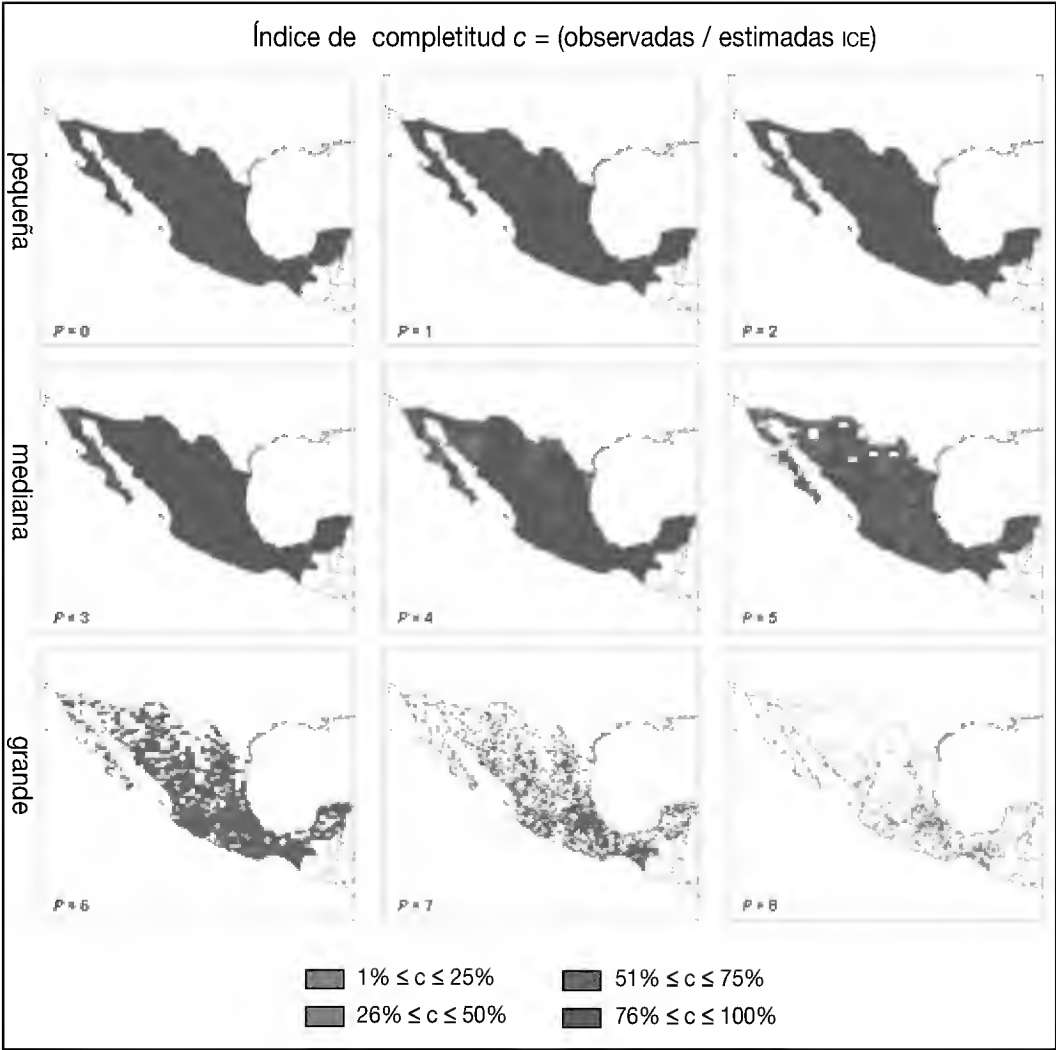 Índice de completitud c = (observadas / estimadas ICE)
pequeña
P = 0
P = 1
P = 2
mediana
P = 3
P = 4
P = 5
grande
P = 6
P = 7
P = 8
1% ≤ c ≤ 25%
51% ≤ c ≤ 75%
26% ≤ c ≤ 50%
76% ≤ c ≤ 100%